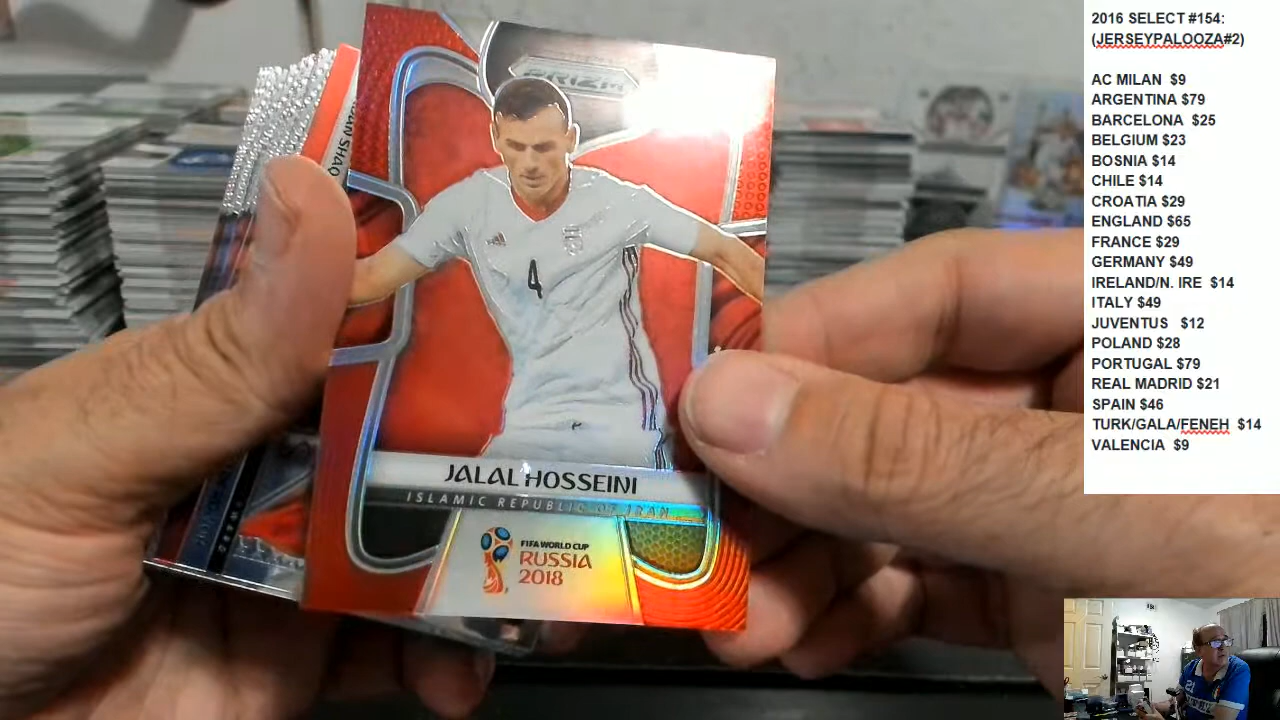 PRIZM
4
JALAL HOSSEINI
ISLAMIC REPUBLIC OF IRAN
FIFA WORLD CUP
RUSSIA
2018
2016 SELECT #154:
(JERSEYPALOOZA#2)
AC MILAN $9
ARGENTINA $79
BARCELONA $25
BELGIUM $23
BOSNIA $14
CHILE $14
CROATIA $29
ENGLAND $65
FRANCE $29
GERMANY $49
IRELAND/N. IRE $14
ITALY $49
JUVENTUS $12
POLAND $28
PORTUGAL $79
REAL MADRID $21
SPAIN $46
TURK/GALA/FENEH $14
VALENCIA $9